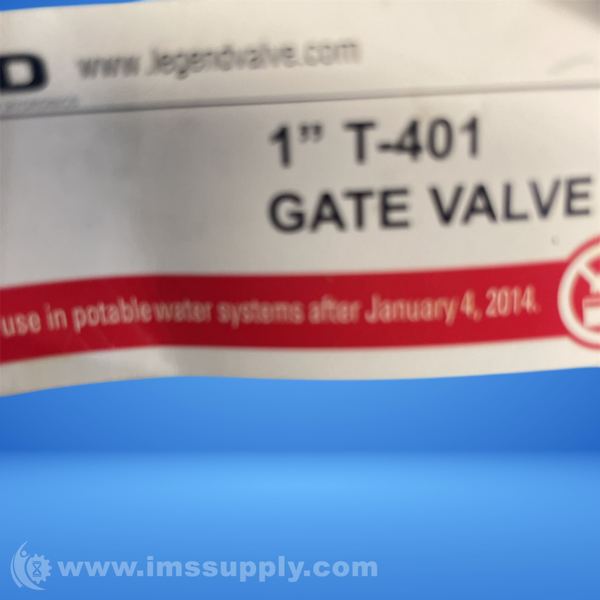 D www.legendvalve.com
1” T-401
GATE VALVE
use in potable water systems after January 4, 2014.
www.imssupply.com